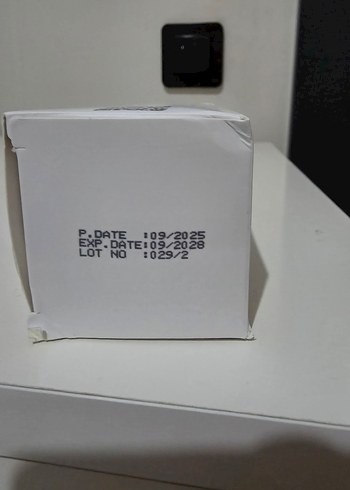 P.DATE :09/2025
EXP.DATE:09/2028
LOT NO :029/2